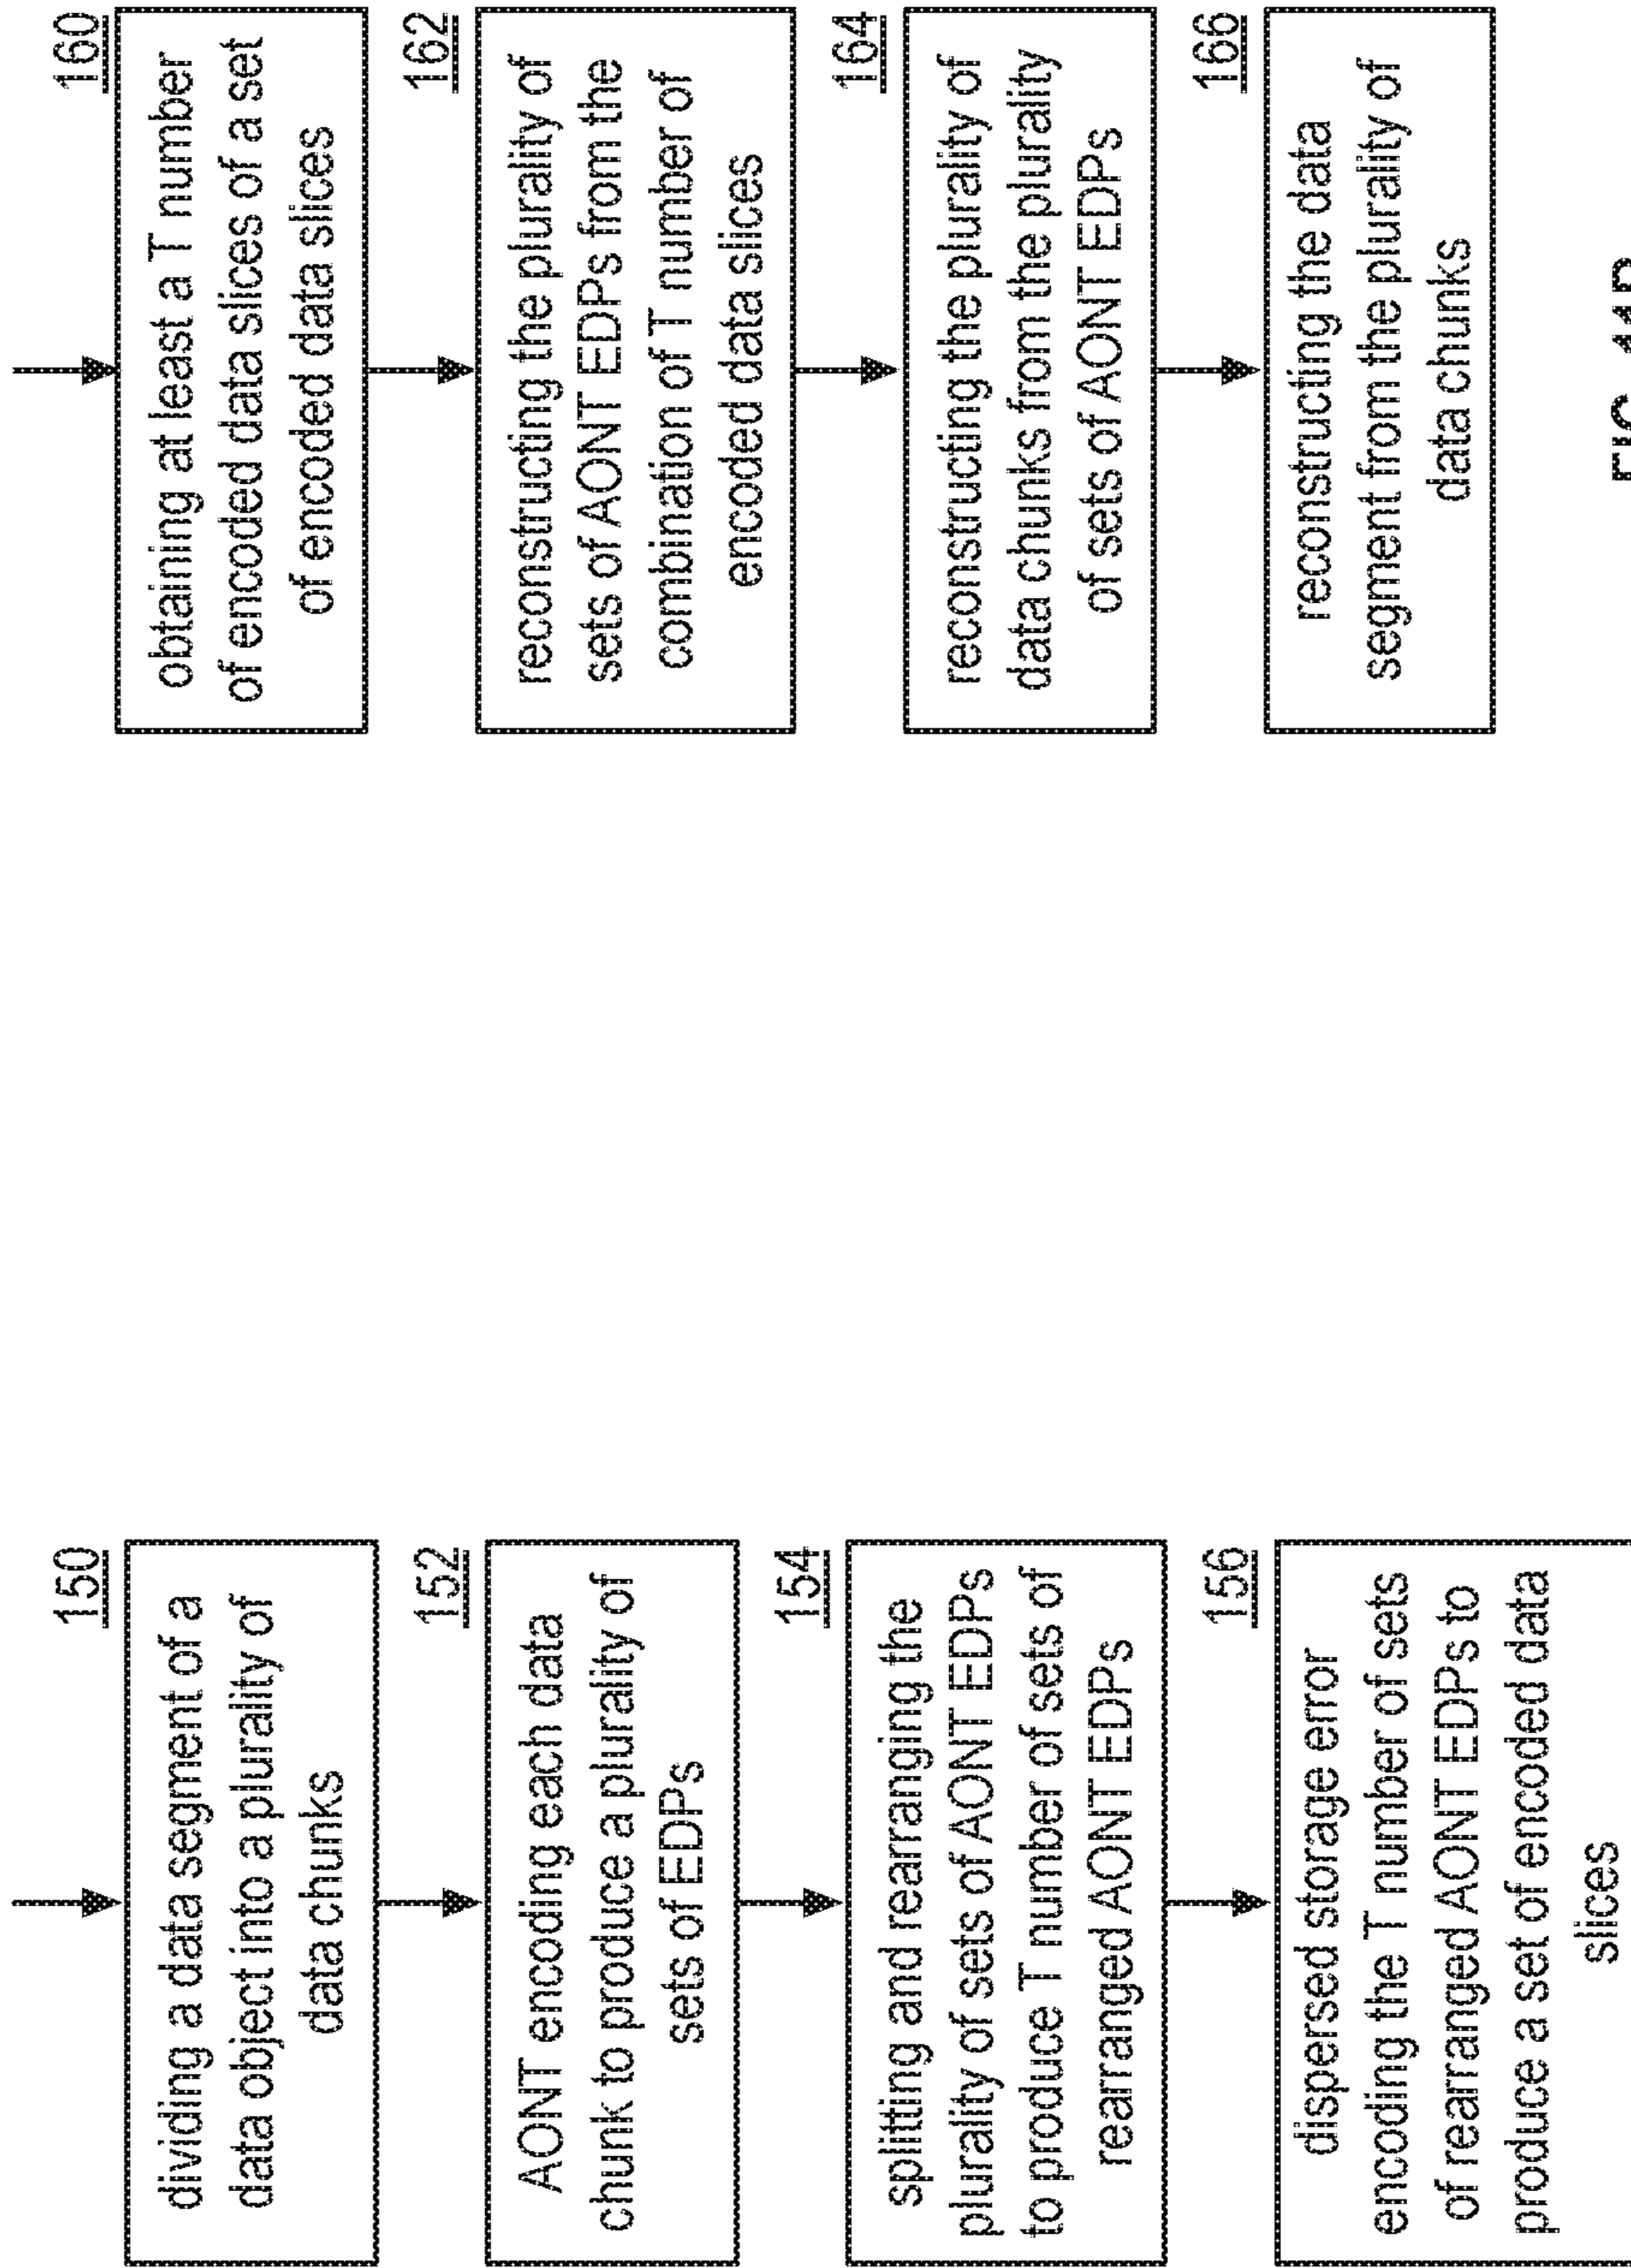 150
dividing a data segment of a
data object into a plurality of
data chunks
152
AONT encoding each data
chunk to produce a plurality of
sets of EDPs
154
splitting and rearranging the
plurality of sets of AONT EDPs
to produce T number of sets of
rearranged AONT EDPs
156
dispersed storage error
encoding the T number of sets
of rearranged AONT EDPs to
produce a set of encoded data
slices
160
obtaining at least a T number
of encoded data slices of a set
of encoded data slices
162
reconstructing the plurality of
sets of AONT EDPs from the
combination of T number of
encoded data slices
164
reconstructing the plurality of
data chunks from the plurality
of sets of AONT EDPs
166
reconstructing the data
segment from the plurality of
data chunks